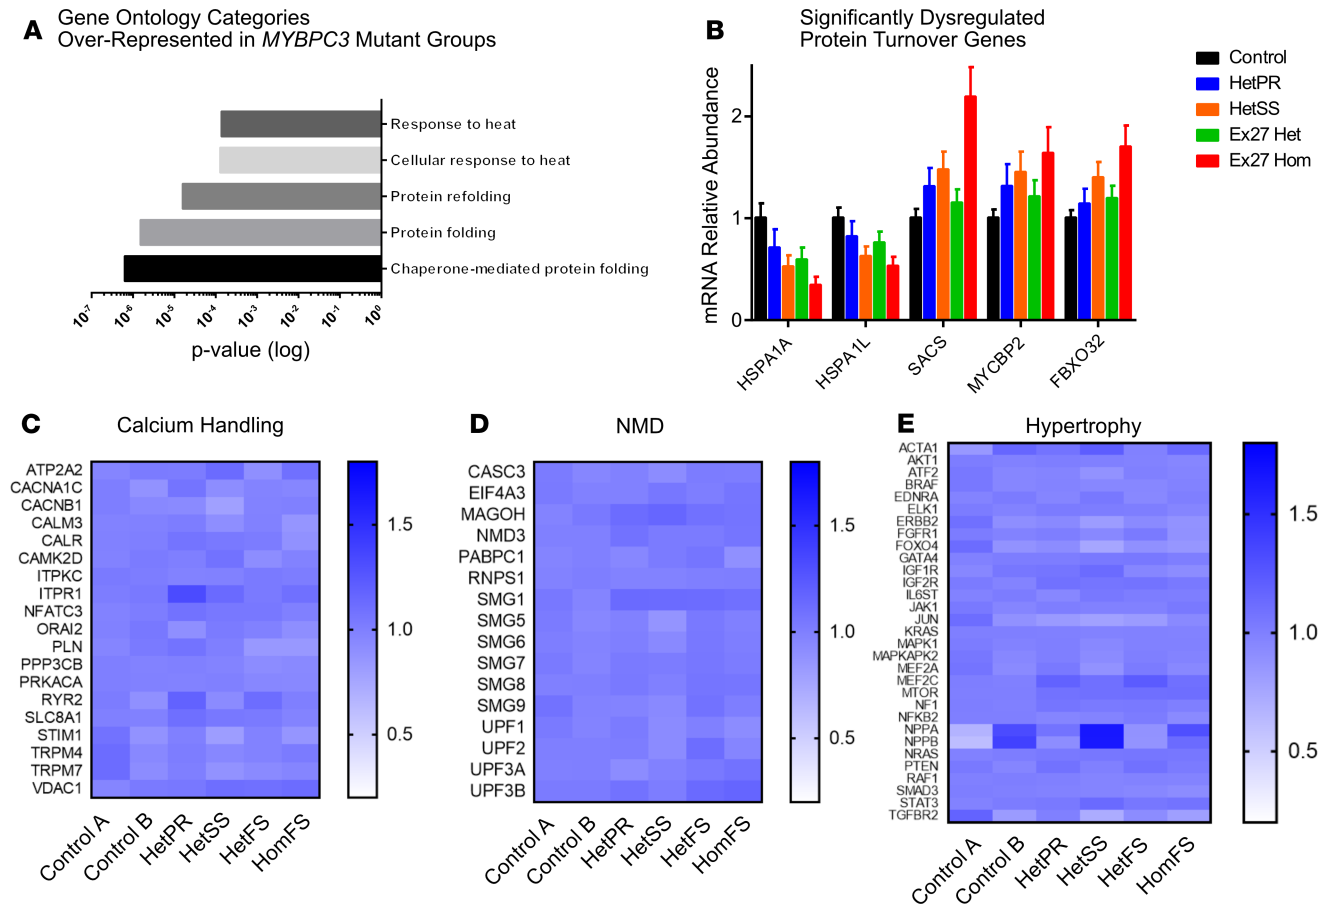 A
Gene Ontology Categories
Over-Represented in MYBPC3 Mutant Groups
Response to heat
Cellular response to heat
Protein refolding
Protein folding
Chaperone-mediated protein folding
10-7
10-6
10-5
10-4
10-3
10-2
10-1
100
p-value (log)
B
Significantly Dysregulated
Protein Turnover Genes
mRNA Relative Abundance
2
1
0
HSPA1A
HSPA1L
SACS
MYCBP2
FBXO32
Control
HetPR
HetSS
Ex27 Het
Ex27 Hom
C
Calcium Handling
ATP2A2
CACNA1C
CACNB1
CALM3
CALR
CAMK2D
ITPKC
ITPR1
NFATC3
ORAI2
PLN
PPP3CB
PRKACA
RYR2
SLC8A1
STIM1
TRPM4
TRPM7
VDAC1
Control A
Control B
HetPR
HetSS
HetFS
HomFS
1.5
1.0
0.5
D
NMD
CASC3
EIF4A3
MAGOH
NMD3
PABPC1
RNPS1
SMG1
SMG5
SMG6
SMG7
SMG8
SMG9
UPF1
UPF2
UPF3A
UPF3B
Control A
Control B
HetPR
HetSS
HetFS
HomFS
1.5
1.0
0.5
E
Hypertrophy
ACTA1
AKT1
ATF2
BRAF
EDNRA
ELK1
ERBB2
FGFR1
FOXO4
GATA4
IGF1R
IGF2R
IL6ST
JAK1
JUN
KRAS
MAPK1
MAPKAPK2
MEF2A
MEF2C
MTOR
NF1
NFKB2
NPPA
NPPB
NRAS
PTEN
RAF1
SMAD3
STAT3
TGFBR2
Control A
Control B
HetPR
HetSS
HetFS
HomFS
1.5
1.0
0.5